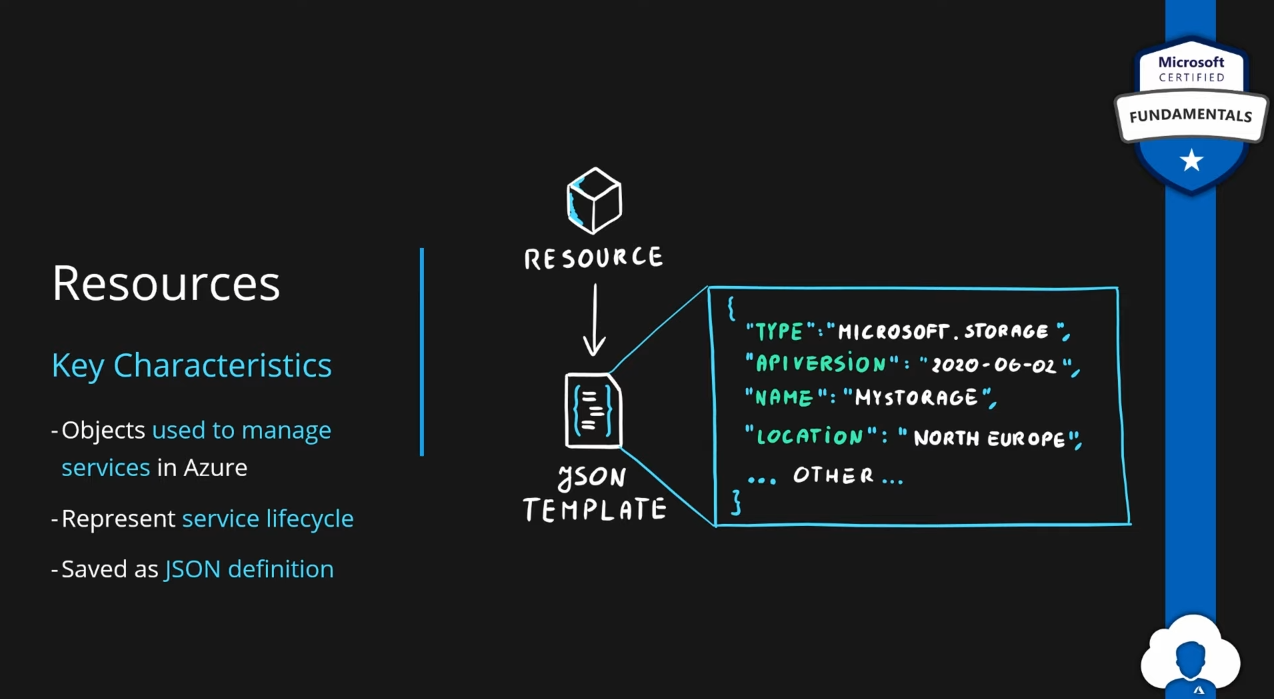 Microsoft
CERTIFIED
FUNDAMENTALS
Resources
Key Characteristics
-Objects used to manage
services in Azure
-Represent service lifecycle
-Saved as JSON definition
RESOURCE
JSON
TEMPLATE
{
"TYPE":"MICROSOFT.STORAGE",
"APIVERSION":"2020-06-02",
"NAME":"MYSTORAGE",
"LOCATION":"NORTH EUROPE",
... OTHER ...
}